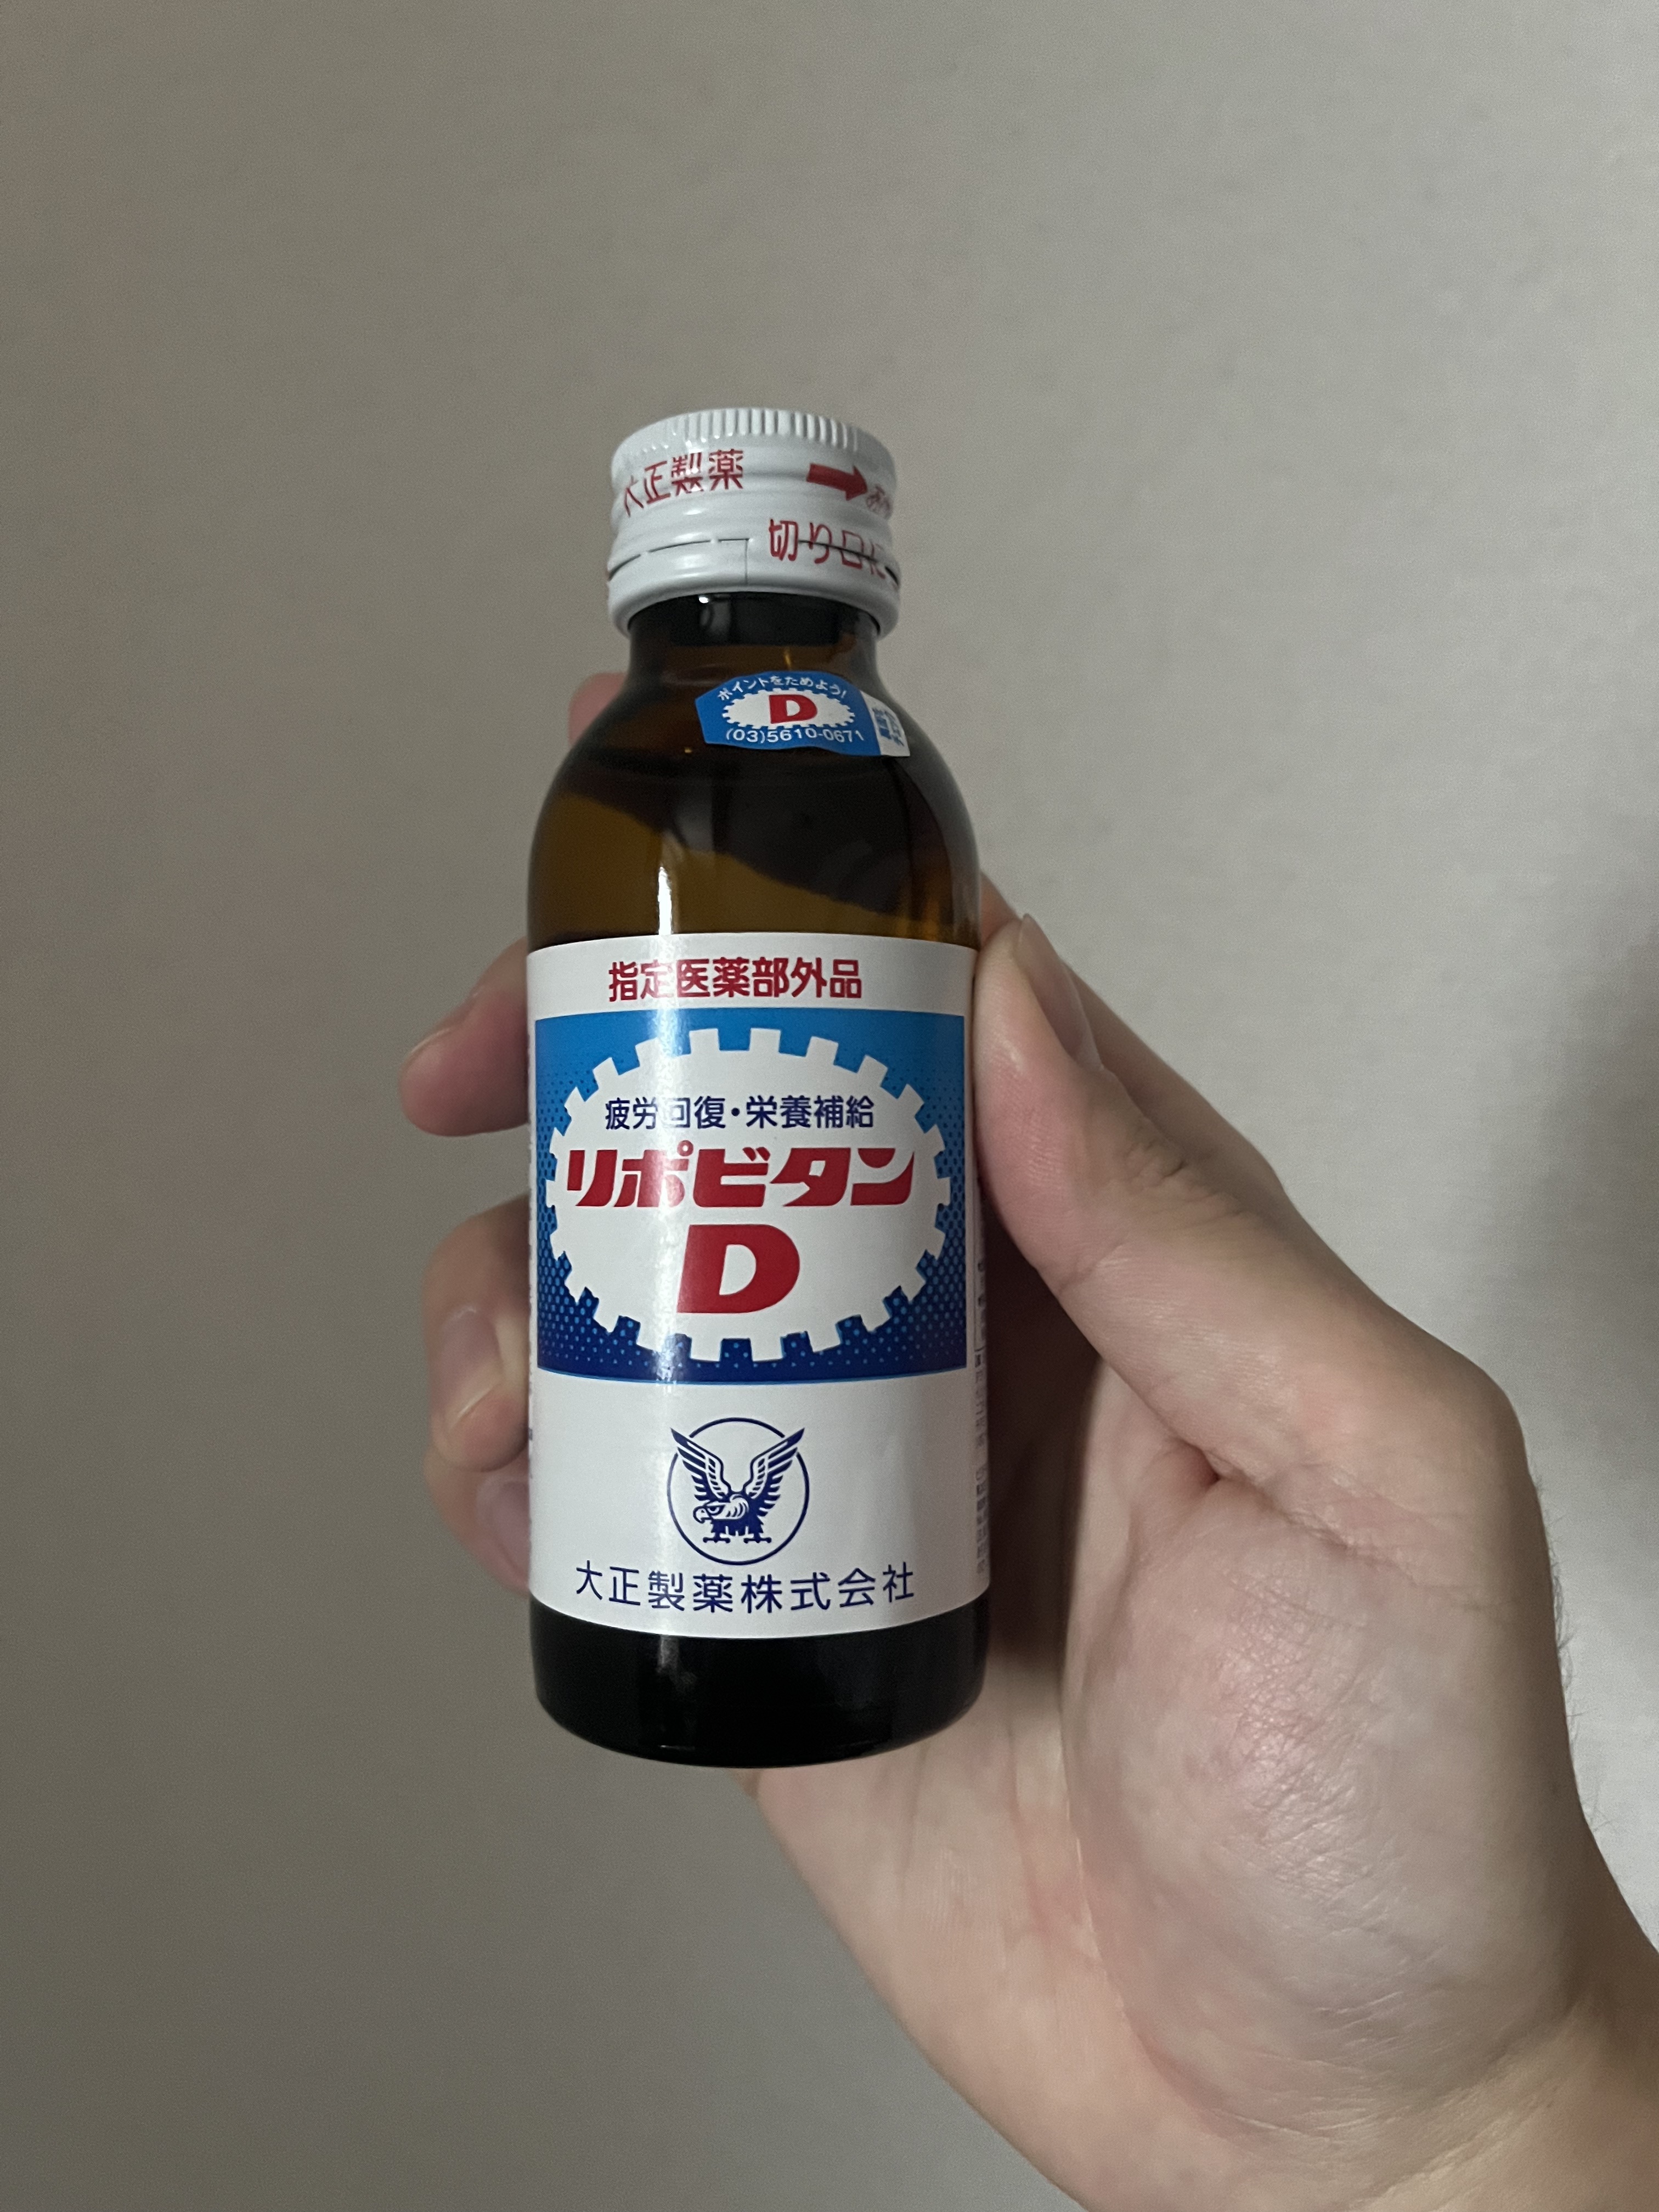 大正製薬
切り口に
ポイントをためよう!
D
(03)5610-0671
指定医薬部外品
疲労回復・栄養補給
リポビタン
D
大正製薬株式会社